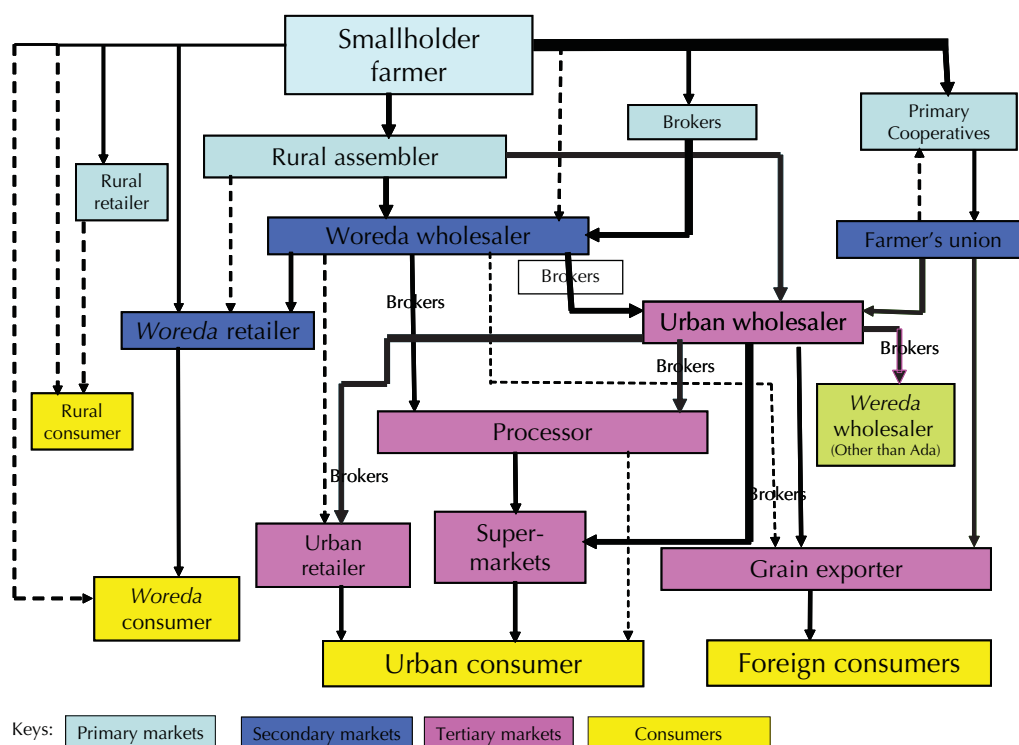 Smallholder
farmer
Brokers
Primary
Cooperatives
Rural assembler
Rural
retailer
Woreda wholesaler
Farmer's union
Brokers
Brokers
Woreda retailer
Urban wholesaler
Brokers
Brokers
Rural
consumer
Processor
Wereda
wholesaler
(Other than Ada)
Brokers
Brokers
Urban
retailer
Super-
markets
Grain exporter
Woreda
consumer
Urban consumer
Foreign consumers
Keys:
Primary markets
Secondary markets
Tertiary markets
Consumers